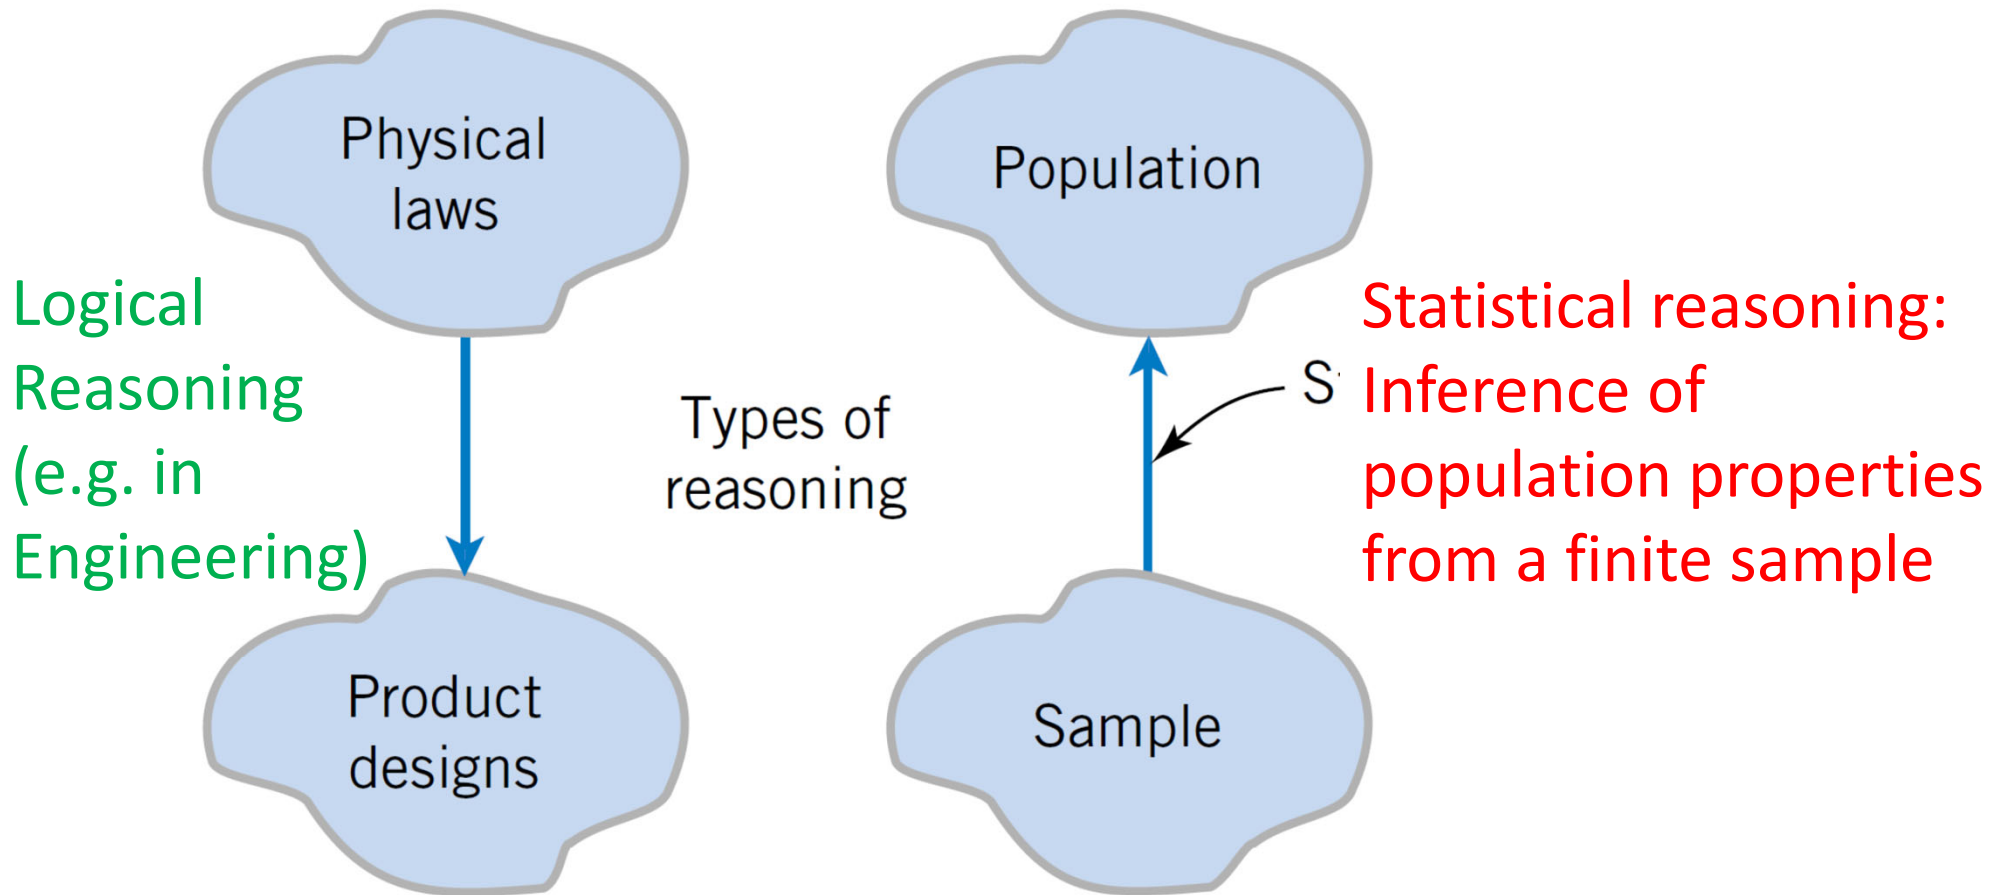 Physical
laws
Population
Logical
Reasoning
(e.g. in
Engineering)
Types of
reasoning
Statistical reasoning:
Inference of
population properties
from a finite sample
Product
designs
Sample